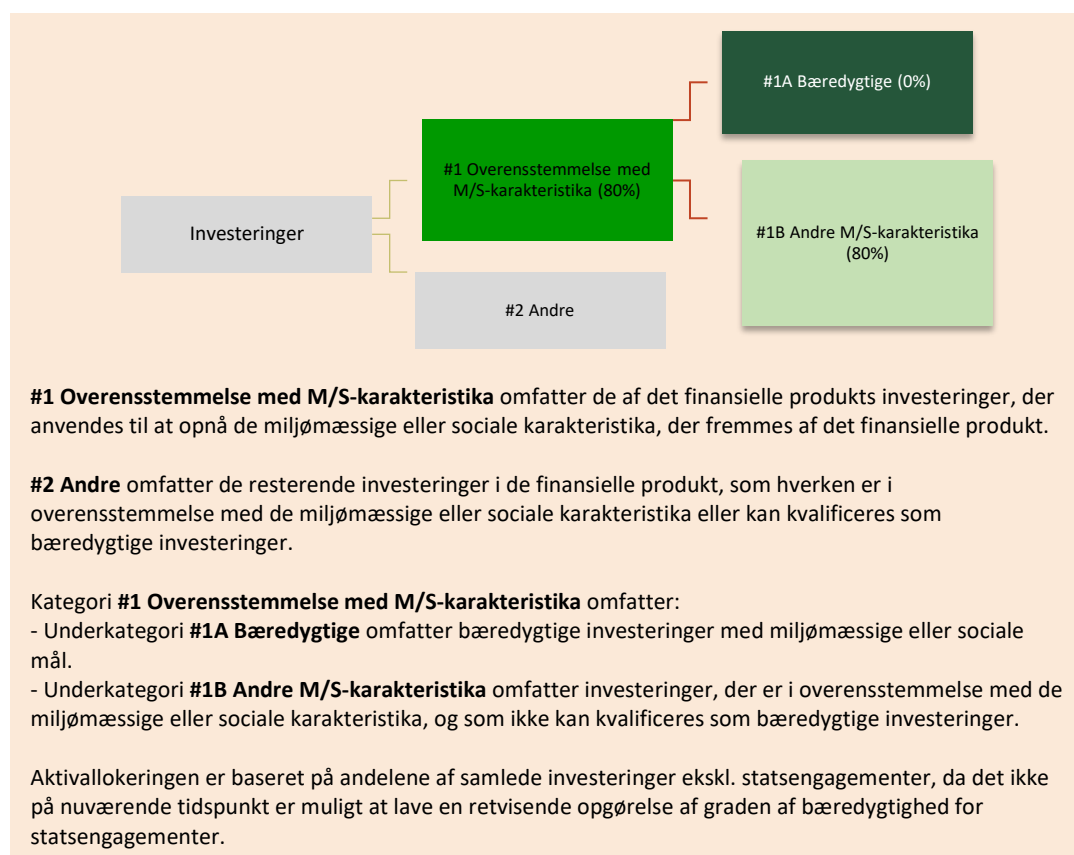 #1A Bæredygtige (0%)
#1 Overensstemmelse med
M/S-karakteristika (80%)
Investeringer
#1B Andre M/S-karakteristika
(80%)
#2 Andre
#1 Overensstemmelse med M/S-karakteristika omfatter de af det finansielle produkts investeringer, der
anvendes til at opnå de miljømæssige eller sociale karakteristika, der fremmes af det finansielle produkt.
#2 Andre omfatter de resterende investeringer i de finansielle produkt, som hverken er i
overensstemmelse med de miljømæssige eller sociale karakteristika eller kan kvalificeres som
bæredygtige investeringer.
Kategori #1 Overensstemmelse med M/S-karakteristika omfatter:
- Underkategori #1A Bæredygtige omfatter bæredygtige investeringer med miljømæssige eller sociale
mål.
- Underkategori #1B Andre M/S-karakteristika omfatter investeringer, der er i overensstemmelse med de
miljømæssige eller sociale karakteristika, og som ikke kan kvalificeres som bæredygtige investeringer.
Aktivallokeringen er baseret på andelene af samlede investeringer ekskl. statsengagementer, da det ikke
på nuværende tidspunkt er muligt at lave en retvisende opgørelse af graden af bæredygtighed for
statsengagementer.